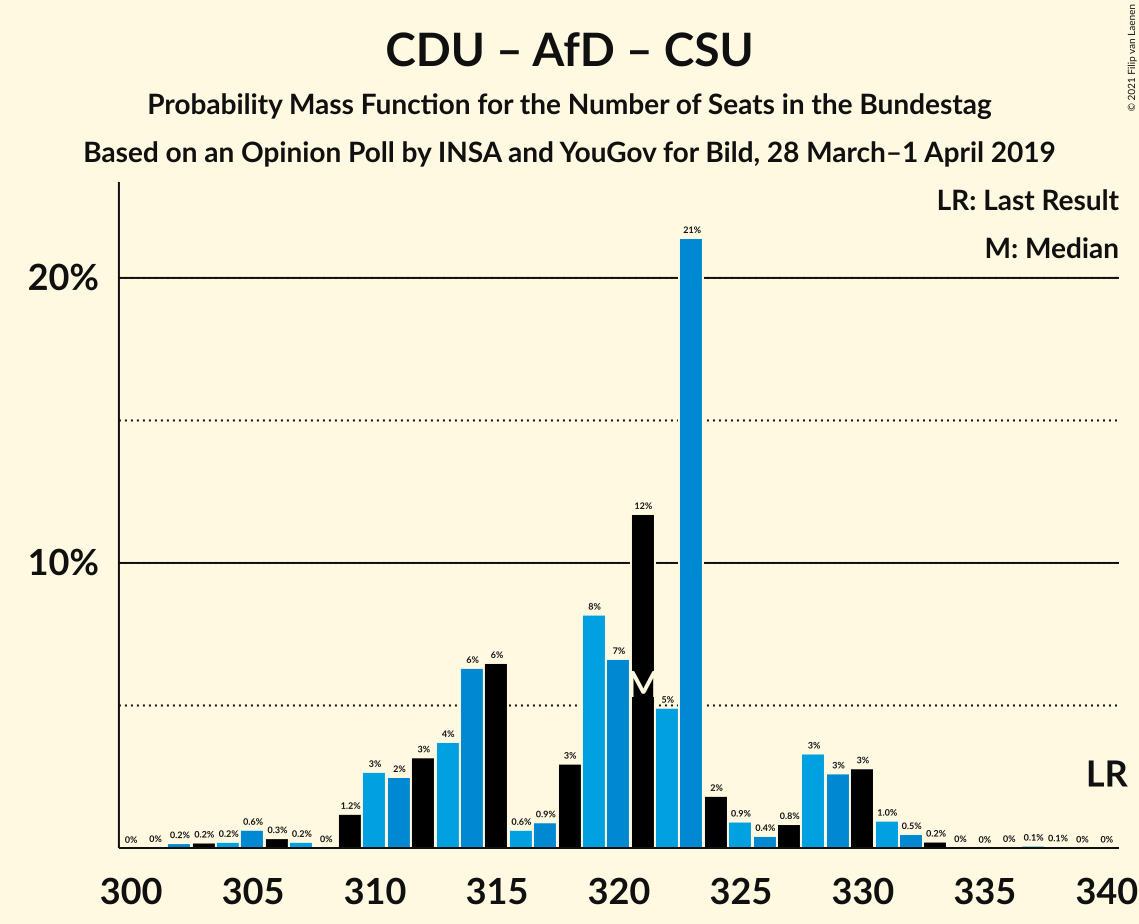 CDU – AfD – CSU
Probability Mass Function for the Number of Seats in the Bundestag
Based on an Opinion Poll by INSA and YouGov for Bild, 28 March–1 April 2019
© 2021 Filip van Laenen
LR: Last Result
M: Median
20%
10%
0% 0% 0.2% 0.2% 0.2% 0.6% 0.3% 0.2% 0% 1.2% 3% 2% 3% 4% 6% 6% 0.6% 0.9% 3% 8% 7% 12% 5% 21% 2% 0.9% 0.4% 0.8% 3% 3% 3% 1.0% 0.5% 0.2% 0% 0% 0% 0.1% 0.1% 0% 0%
M
LR
300 305 310 315 320 325 330 335 340